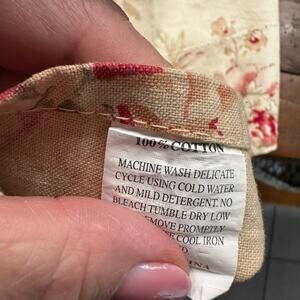 100% COTTON
MACHINE WASH DELICATE
CYCLE USING COLD WATER
AND MILD DETERGENT. NO
BLEACH TUMBLE DRY LOW
REMOVE PROMPTLY
COOL IRON